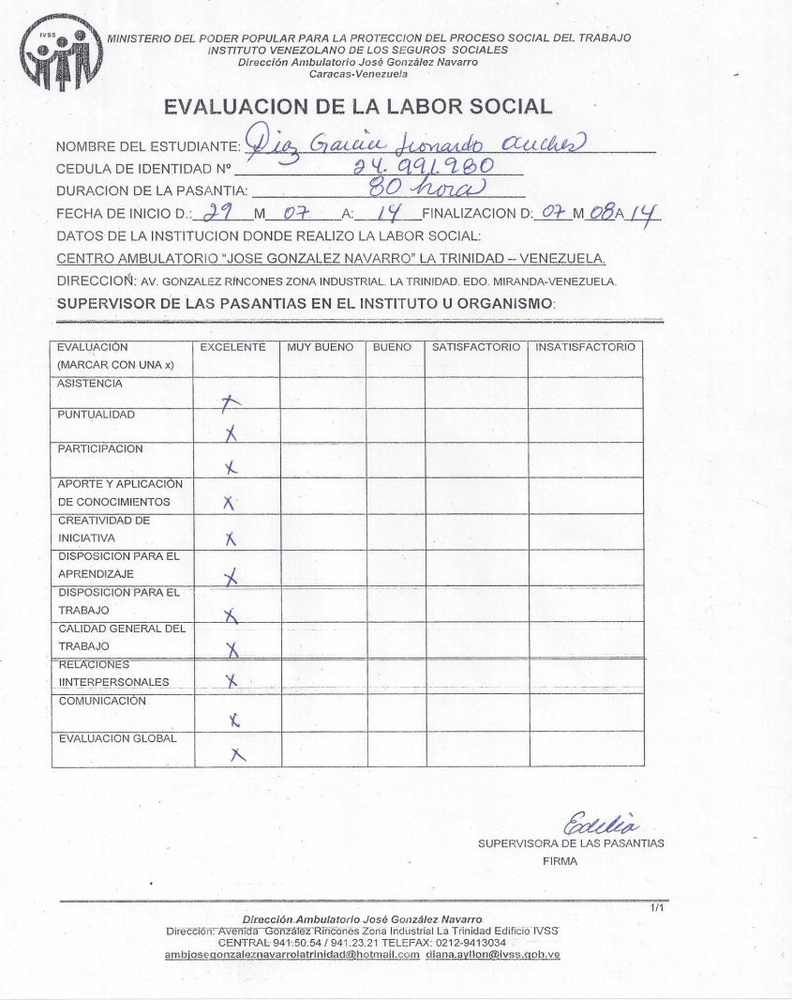 IVSS
MINISTERIO DEL PODER POPULAR PARA LA PROTECCION DEL PROCESO SOCIAL DEL TRABAJO
INSTITUTO VENEZOLANO DE LOS SEGUROS SOCIALES
Dirección Ambulatorio José González Navarro
Caracas-Venezuela
EVALUACION DE LA LABOR SOCIAL
NOMBRE DEL ESTUDIANTE: Diaz Garcia
CEDULA DE IDENTIDAD Nº 24.991.980
DURACION DE LA PASANTIA: 80 hora
FECHA DE INICIO D.: 29 M 07 A: 14 FINALIZACION D: 07 M 08 A 14
DATOS DE LA INSTITUCION DONDE REALIZO LA LABOR SOCIAL:
CENTRO AMBULATORIO "JOSE GONZALEZ NAVARRO" LA TRINIDAD – VENEZUELA.
DIRECCION: AV. GONZALEZ RINCONES ZONA INDUSTRIAL. LA TRINIDAD. EDO. MIRANDA-VENEZUELA.
SUPERVISOR DE LAS PASANTIAS EN EL INSTITUTO U ORGANISMO:
EVALUACIÓN EXCELENTE MUY BUENO BUENO SATISFACTORIO INSATISFACTORIO
(MARCAR CON UNA x)
ASISTENCIA
x
PUNTUALIDAD
x
PARTICIPACION
x
APORTE Y APLICACIÓN
DE CONOCIMIENTOS x
CREATIVIDAD DE
INICIATIVA x
DISPOSICION PARA EL
APRENDIZAJE x
DISPOSICION PARA EL
TRABAJO x
CALIDAD GENERAL DEL
TRABAJO x
RELACIONES
IINTERPERSONALES x
COMUNICACIÓN
x
EVALUACION GLOBAL
x
Edelia
SUPERVISORA DE LAS PASANTIAS
FIRMA
1/1
Dirección Ambulatorio José González Navarro
Dirección: Avenida González Rincones Zona Industrial La Trinidad Edificio IVSS
CENTRAL 941.50.54 / 941.23.21 TELEFAX: 0212-9413034
ambjosegonzaleznavarrolatrinidad@hotmail.com diana.ayllon@ivss.gob.ve